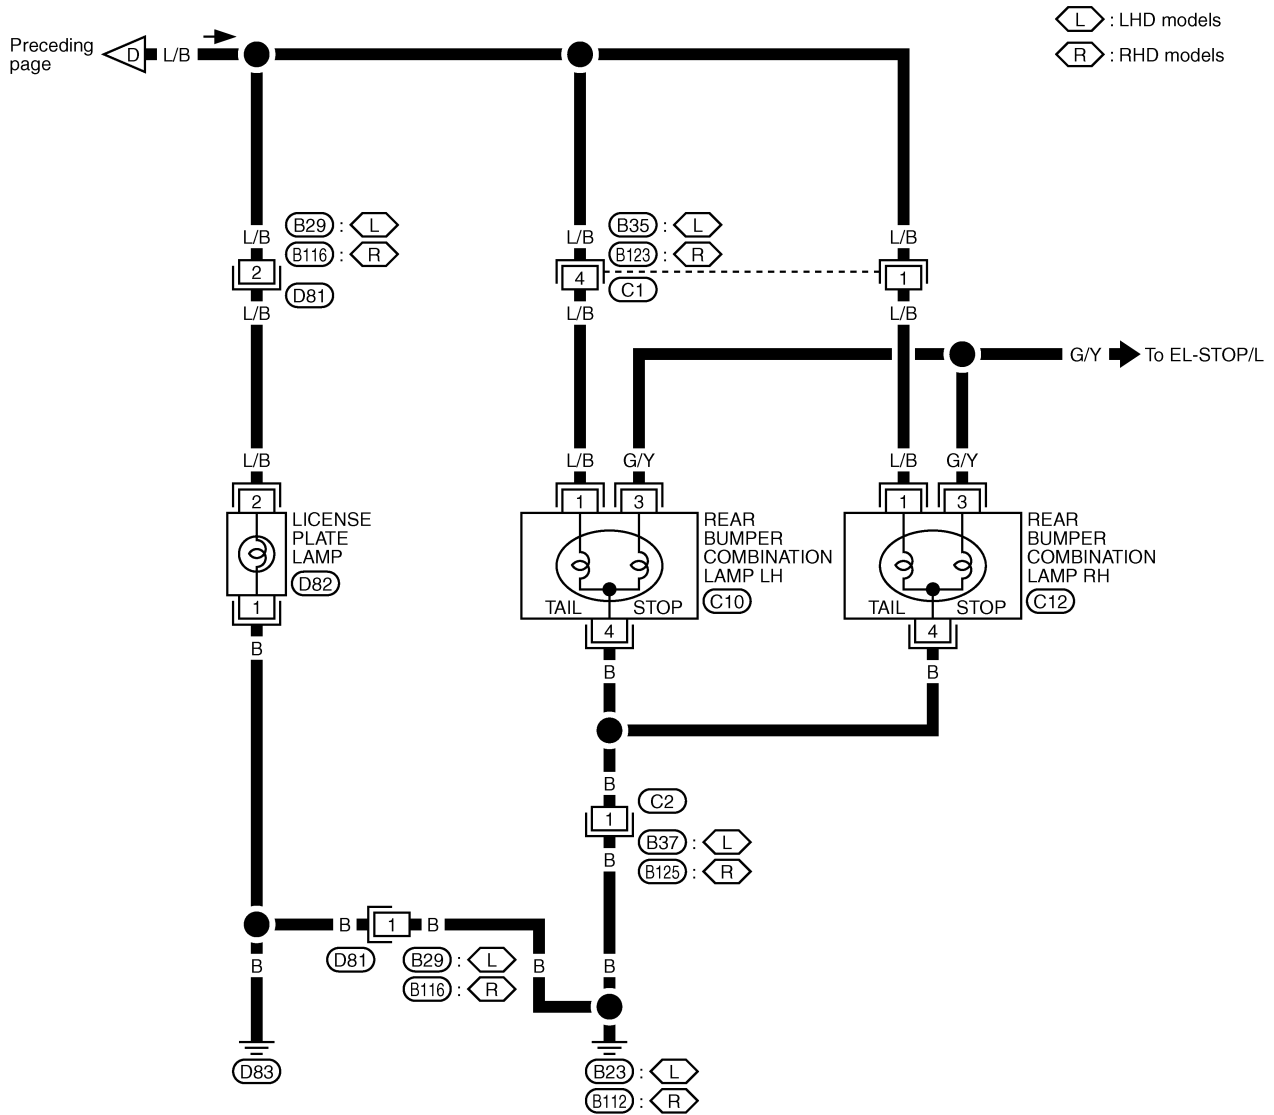 L : LHD models
Preceding
page
D L/B
R : RHD models
B29 : L
B35 : L
L/B L/B L/B
B116 : R
B123 : R
2 4 1
D81 C1
L/B L/B L/B
G/Y To EL-STOP/L
L/B L/B G/Y L/B G/Y
2 1 3 1 3
LICENSE
PLATE
LAMP
D82
REAR
BUMPER
COMBINATION
LAMP LH
C10
REAR
BUMPER
COMBINATION
LAMP RH
C12
TAIL STOP TAIL STOP
1 4 4
B B B
B C2
1
B37 : L
B
B125 : R
B 1 B
D81 B29 : L
B116 : R
B B B
D83 B23 : L
B112 : R